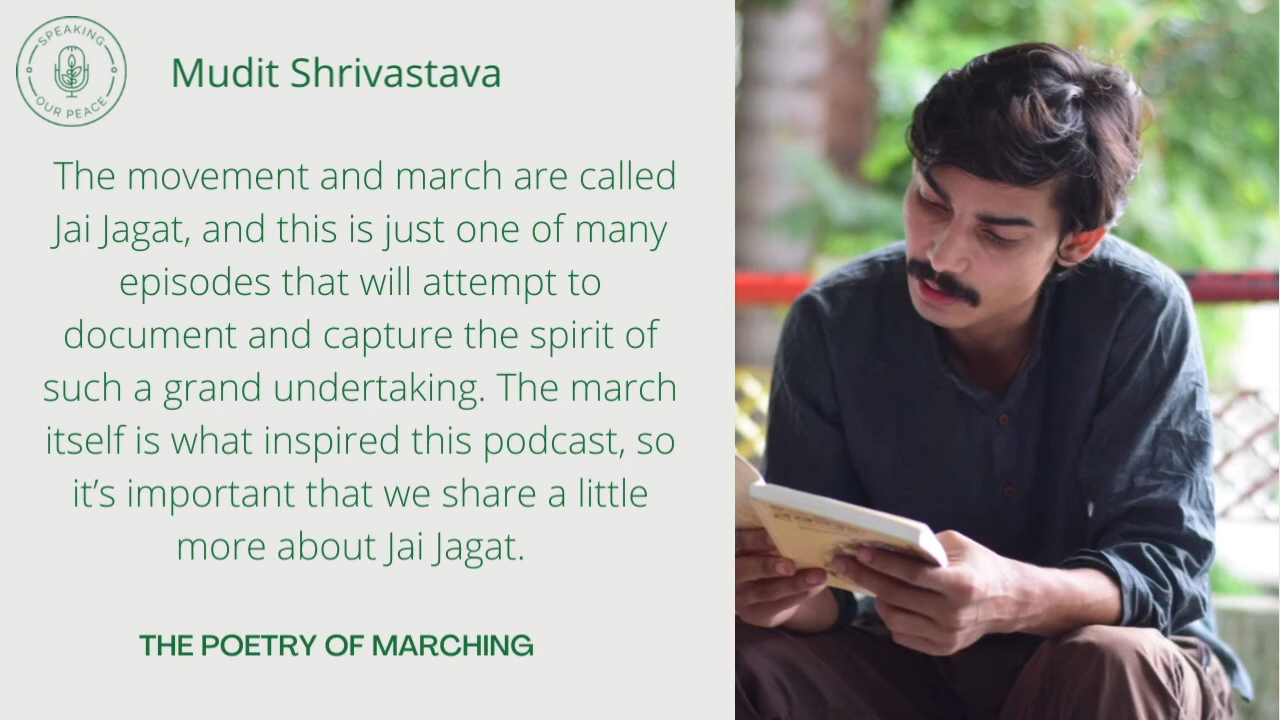 SPEAKING
OUR PEACE
Mudit Shrivastava
The movement and march are called
Jai Jagat, and this is just one of many
episodes that will attempt to
document and capture the spirit of
such a grand undertaking. The march
itself is what inspired this podcast, so
it’s important that we share a little
more about Jai Jagat.
THE POETRY OF MARCHING